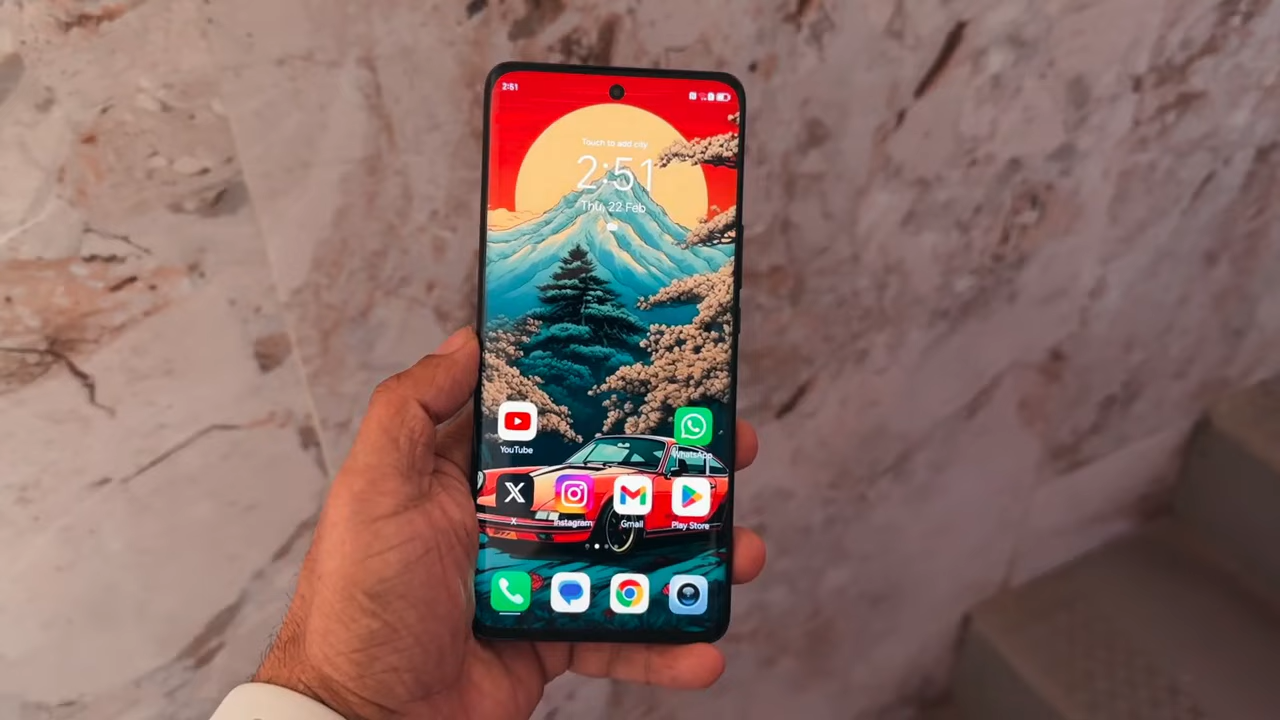 2:51
Touch to add city
2:51
Thu, 22 Feb
YouTube
WhatsApp
X
Instagram
Gmail
Play Store